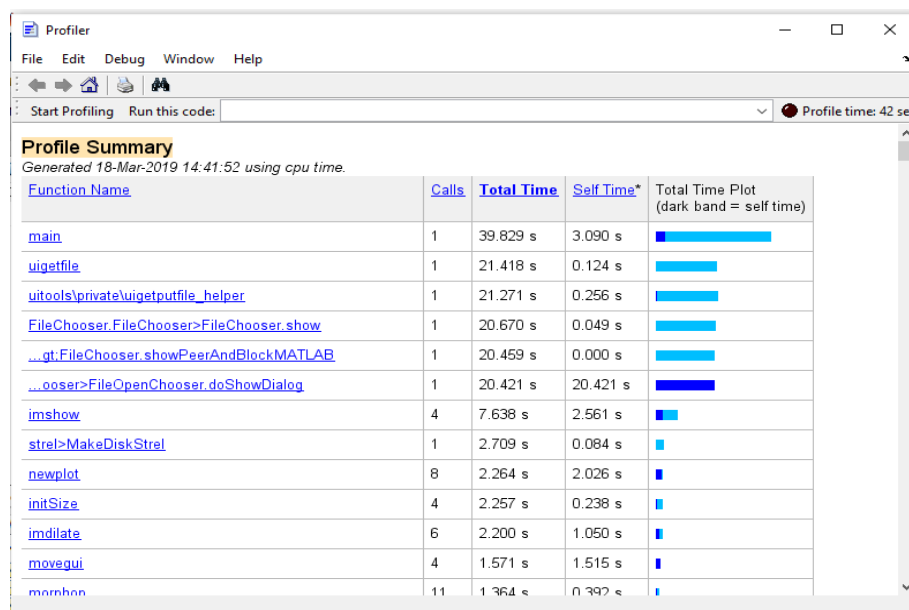 Profiler
File Edit Debug Window Help
Start Profiling Run this code: Profile time: 42 se
Profile Summary
Generated 18-Mar-2019 14:41:52 using cpu time.
Function Name Calls Total Time Self Time* Total Time Plot
(dark band = self time)
main 1 39.829 s 3.090 s
uigetfile 1 21.418 s 0.124 s
uitools\private\uigetputfile_helper 1 21.271 s 0.256 s
FileChooser.FileChooser>FileChooser.show 1 20.670 s 0.049 s
...gt;FileChooser.showPeerAndBlockMATLAB 1 20.459 s 0.000 s
...ooser>FileOpenChooser.doShowDialog 1 20.421 s 20.421 s
imshow 4 7.638 s 2.561 s
strel>MakeDiskStrel 1 2.709 s 0.084 s
newplot 8 2.264 s 2.026 s
initSize 4 2.257 s 0.238 s
imdilate 6 2.200 s 1.050 s
movegui 4 1.571 s 1.515 s
morphop 11 1.364 s 0.392 s